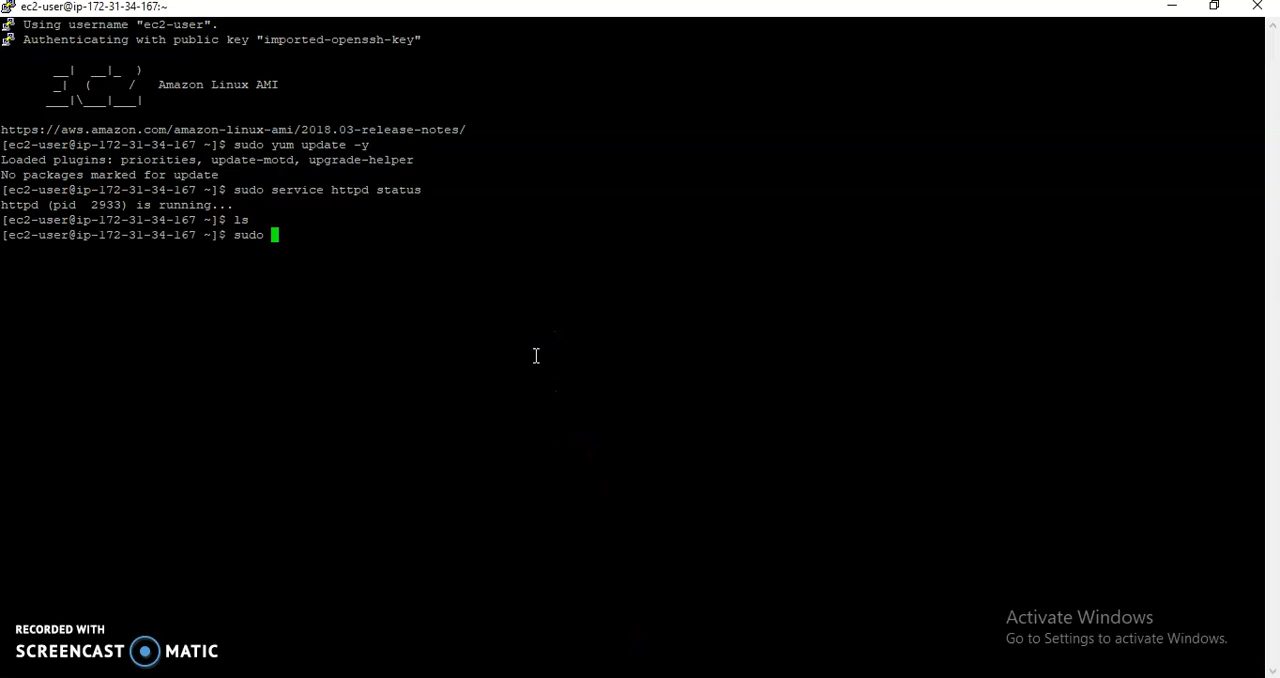 ec2-user@ip-172-31-34-167:~
Using username "ec2-user".
Authenticating with public key "imported-openssh-key"
       __|  __|_  )
       _|  (     /   Amazon Linux AMI
      ___|\___|___|
https://aws.amazon.com/amazon-linux-ami/2018.03-release-notes/
[ec2-user@ip-172-31-34-167 ~]$ sudo yum update -y
Loaded plugins: priorities, update-motd, upgrade-helper
No packages marked for update
[ec2-user@ip-172-31-34-167 ~]$ sudo service httpd status
httpd (pid  2933) is running...
[ec2-user@ip-172-31-34-167 ~]$ ls
[ec2-user@ip-172-31-34-167 ~]$ sudo
Activate Windows
Go to Settings to activate Windows.
RECORDED WITH
SCREENCAST MATIC